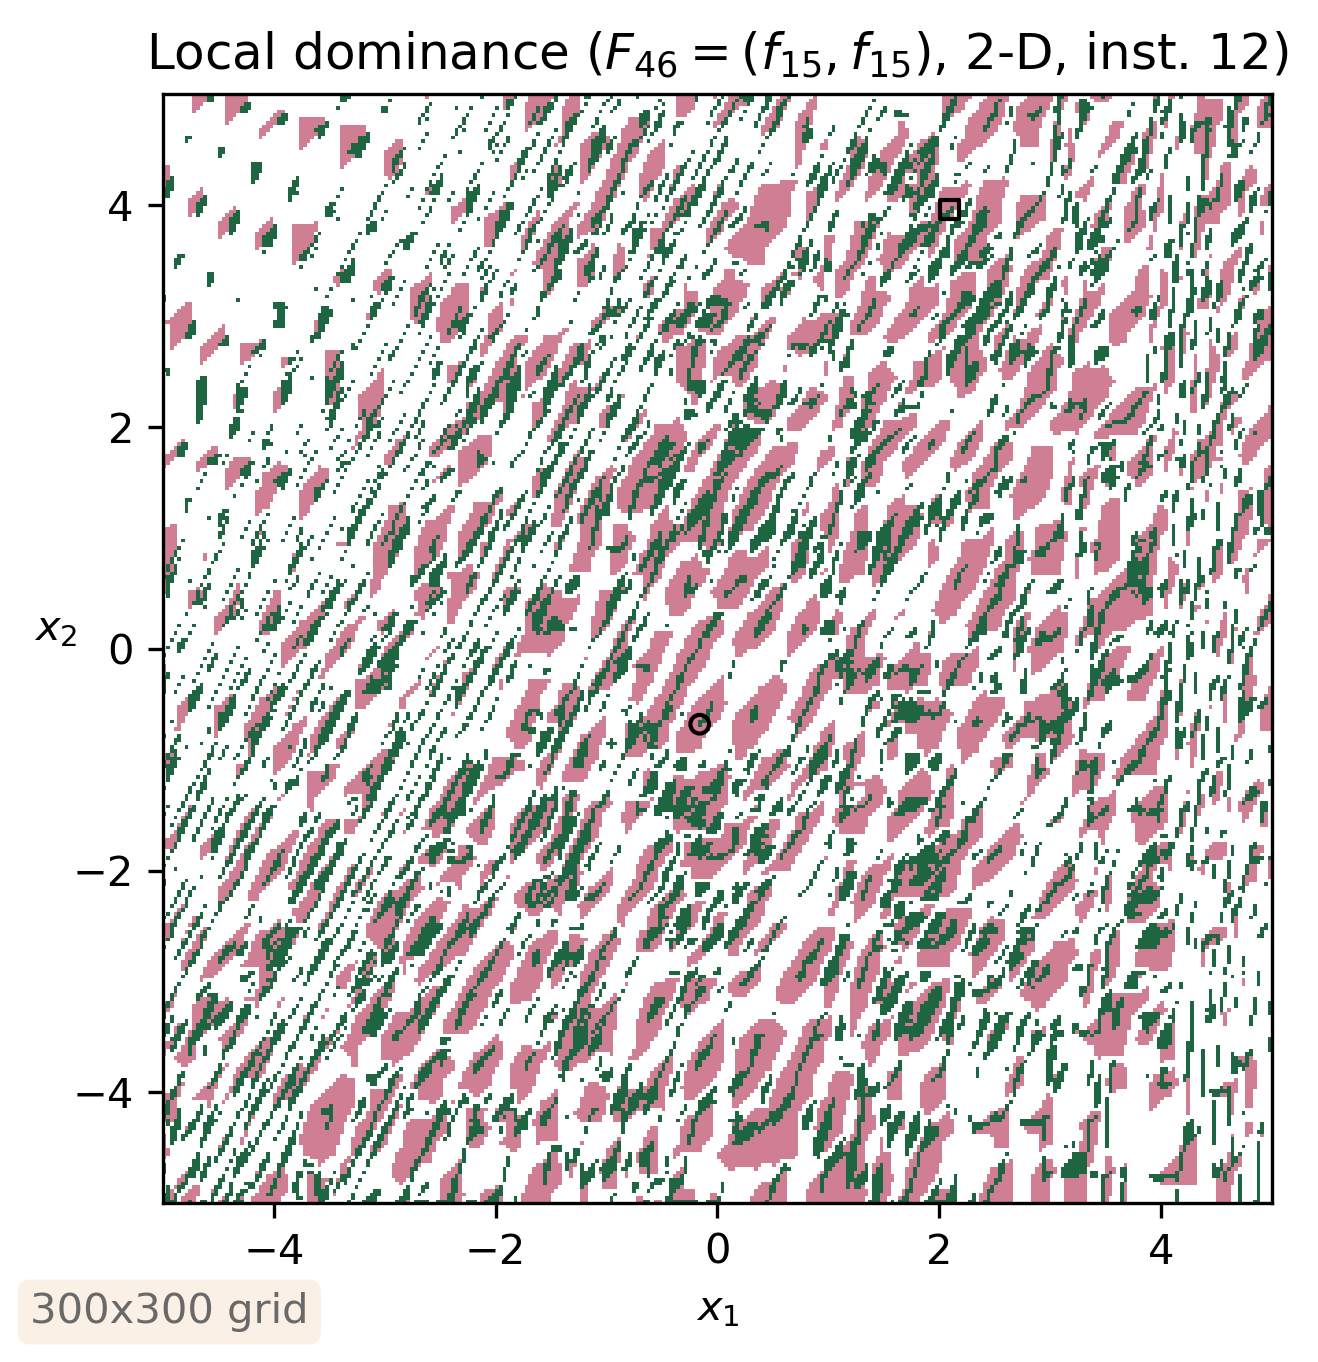 Local dominance (F₄₆ = (f₁₅, f₁₅), 2-D, inst. 12)
4
2
x₂
0
−2
−4
−4 −2 0 2 4
x₁
300x300 grid